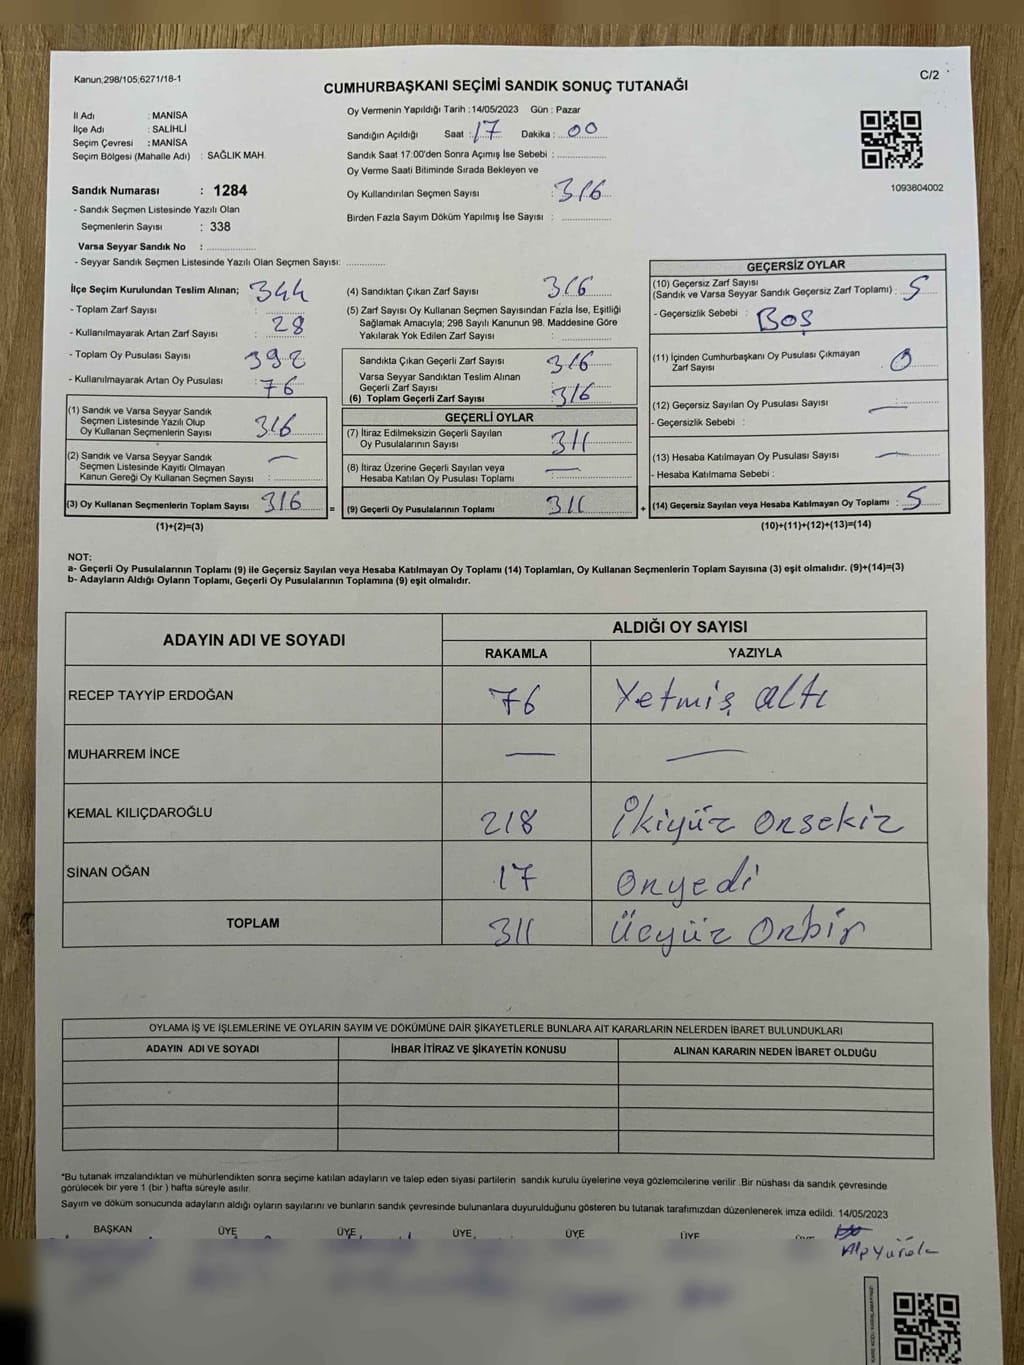 Kanun;298/105;6271/18-1
C/2
CUMHURBAŞKANI SEÇİMİ SANDIK SONUÇ TUTANAĞI
İl Adı : MANİSA
İlçe Adı : SALİHLİ
Seçim Çevresi : MANİSA
Seçim Bölgesi (Mahalle Adı) : SAĞLIK MAH.
Sandık Numarası : 1284
- Sandık Seçmen Listesinde Yazılı Olan
Seçmenlerin Sayısı : 338
Varsa Seyyar Sandık No : ..............
- Seyyar Sandık Seçmen Listesinde Yazılı Olan Seçmen Sayısı: ............
Oy Vermenin Yapıldığı Tarih :14/05/2023 Gün : Pazar
Sandığın Açıldığı Saat : 17 Dakika : 00
Sandık Saat 17:00'den Sonra Açımış İse Sebebi : ..............
Oy Verme Saati Bitiminde Sırada Bekleyen ve
Oy Kullandırılan Seçmen Sayısı : 316
Birden Fazla Sayım Döküm Yapılmış İse Sayısı : ..............
1093804002
İlçe Seçim Kurulundan Teslim Alınan;
- Toplam Zarf Sayısı : 344
- Kullanılmayarak Artan Zarf Sayısı : 28
- Toplam Oy Pusulası Sayısı : 392
- Kullanılmayarak Artan Oy Pusulası : 76
(1) Sandık ve Varsa Seyyar Sandık
Seçmen Listesinde Yazılı Olup
Oy Kullanan Seçmenlerin Sayısı : 316
(2) Sandık ve Varsa Seyyar Sandık
Seçmen Listesinde Kayıtlı Olmayan
Kanun Gereği Oy Kullanan Seçmen Sayısı : —
(3) Oy Kullanan Seçmenlerin Toplam Sayısı : 316
(1)+(2)=(3)
(4) Sandıktan Çıkan Zarf Sayısı : 316
(5) Zarf Sayısı Oy Kullanan Seçmen Sayısından Fazla İse, Eşitliği
Sağlamak Amacıyla; 298 Sayılı Kanunun 98. Maddesine Göre
Yakılarak Yok Edilen Zarf Sayısı : ..............
Sandıkta Çıkan Geçerli Zarf Sayısı : 316
Varsa Seyyar Sandıktan Teslim Alınan
Geçerli Zarf Sayısı
(6) Toplam Geçerli Zarf Sayısı : 316
GEÇERLİ OYLAR
(7) İtiraz Edilmeksizin Geçerli Sayılan
Oy Pusulalarının Sayısı : 311
(8) İtiraz Üzerine Geçerli Sayılan veya
Hesaba Katılan Oy Pusulası Toplamı : —
= (9) Geçerli Oy Pusulalarının Toplamı : 311
GEÇERSİZ OYLAR
(10) Geçersiz Zarf Sayısı
(Sandık ve Varsa Seyyar Sandık Geçersiz Zarf Toplamı) : 5
- Geçersizlik Sebebi : BOŞ
(11) İçinden Cumhurbaşkanı Oy Pusulası Çıkmayan
Zarf Sayısı : 0
(12) Geçersiz Sayılan Oy Pusulası Sayısı : —
- Geçersizlik Sebebi :
(13) Hesaba Katılmayan Oy Pusulası Sayısı : —
- Hesaba Katılmama Sebebi :
+ (14) Geçersiz Sayılan veya Hesaba Katılmayan Oy Toplamı : 5
(10)+(11)+(12)+(13)=(14)
NOT:
a- Geçerli Oy Pusulalarının Toplamı (9) ile Geçersiz Sayılan veya Hesaba Katılmayan Oy Toplamı (14) Toplamları, Oy Kullanan Seçmenlerin Toplam Sayısına (3) eşit olmalıdır. (9)+(14)=(3)
b- Adayların Aldığı Oyların Toplamı, Geçerli Oy Pusulalarının Toplamına (9) eşit olmalıdır.
ADAYIN ADI VE SOYADI
ALDIĞI OY SAYISI
RAKAMLA YAZIYLA
RECEP TAYYİP ERDOĞAN 76 Yetmiş altı
MUHARREM İNCE — —
KEMAL KILIÇDAROĞLU 218 İkiyüz Onsekiz
SİNAN OĞAN 17 Onyedi
TOPLAM 311 Üçyüz Onbir
OYLAMA İŞ VE İŞLEMLERİNE VE OYLARIN SAYIM VE DÖKÜMÜNE DAİR ŞİKAYETLERLE BUNLARA AİT KARARLARIN NELERDEN İBARET BULUNDUKLARI
ADAYIN ADI VE SOYADI İHBAR İTİRAZ VE ŞİKAYETİN KONUSU ALINAN KARARIN NEDEN İBARET OLDUĞU
*Bu tutanak imzalandıktan ve mühürlendikten sonra seçime katılan adayların ve talep eden siyasi partilerin sandık kurulu üyelerine veya gözlemcilerine verilir .Bir nüshası da sandık çevresinde
görülecek bir yere 1 (bir ) hafta süreyle asılır.
Sayım ve döküm sonucunda adayların aldığı oyların sayılarını ve bunların sandık çevresinde bulunanlara duyurulduğunu gösteren bu tutanak tarafımızdan düzenlenerek imza edildi. 14/05/2023
BAŞKAN ÜYE ÜYE ÜYE ÜYE ÜYE